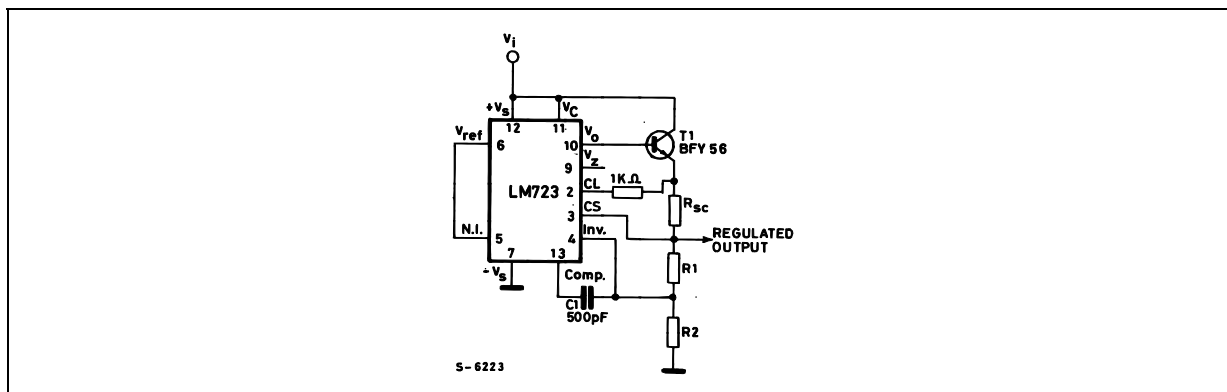 Vi
+Vs
VC
12
11
Vref
6
Vo
10
T1
BFY 56
Vz
9
1KΩ
CL
2
LM723
Rsc
CS
3
REGULATED
OUTPUT
N.I.
5
Inv.
4
7
13
-Vs
Comp.
R1
C1
500pF
R2
S-6223